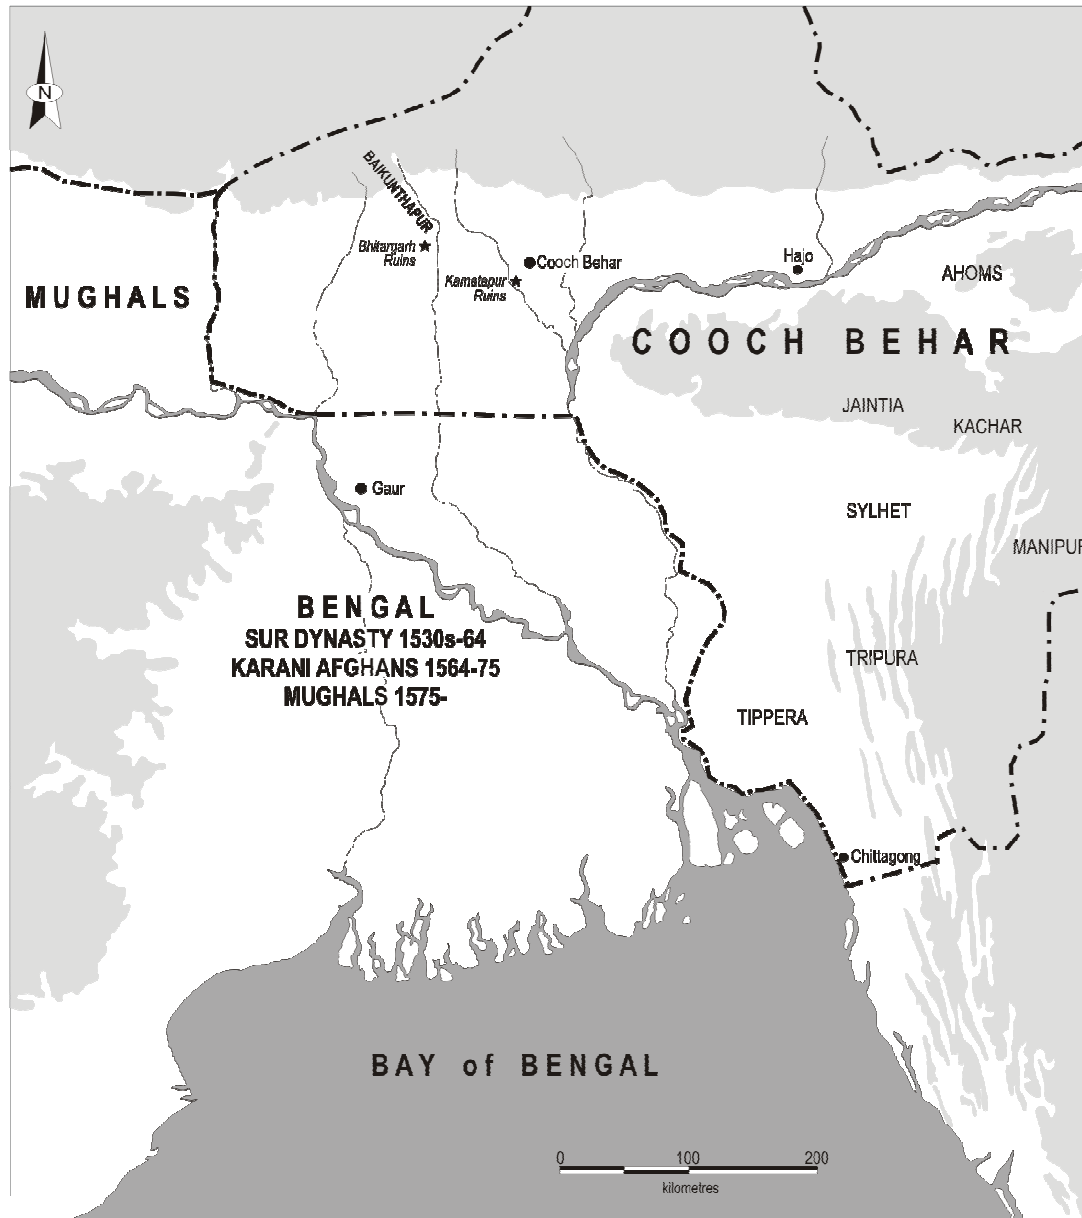 N
BAIKUNTHAPUR
Bhitargarh
Ruins
Cooch Behar
Kamatapur
Ruins
Hajo
AHOMS
MUGHALS
COOCH BEHAR
JAINTIA
KACHAR
Gaur
SYLHET
MANIPUR
BENGAL
SUR DYNASTY 1530s-64
KARANI AFGHANS 1564-75
MUGHALS 1575-
TRIPURA
TIPPERA
Chittagong
BAY of BENGAL
0 100 200
kilometres